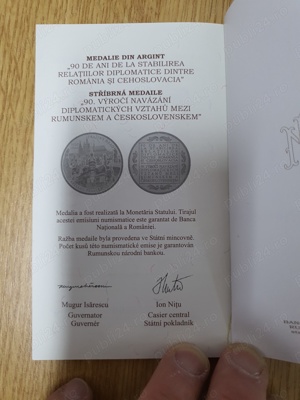 MEDALIE DIN ARGINT
„90 DE ANI DE LA STABILIREA
RELAȚIILOR DIPLOMATICE DINTRE
ROMÂNIA ȘI CEHOSLOVACIA”
STŘÍBRNÁ MEDAILE
„90. VÝROČÍ NAVÁZÁNÍ
DIPLOMATICKÝCH VZTAHŮ MEZI
RUMUNSKEM A ČESKOSLOVENSKEM”
Medalia a fost realizată la Monetăria Statului. Tirajul
acestei emisiuni numismatice este garantat de Banca
Națională a României.
Ražba medaile byla provedena ve Státní mincovně.
Počet kusů této numismatické emise je garantován
Rumunskou národní bankou.
Mugur Isărescu
Guvernator
Guvernér
Ion Nițu
Casier central
Státní pokladník